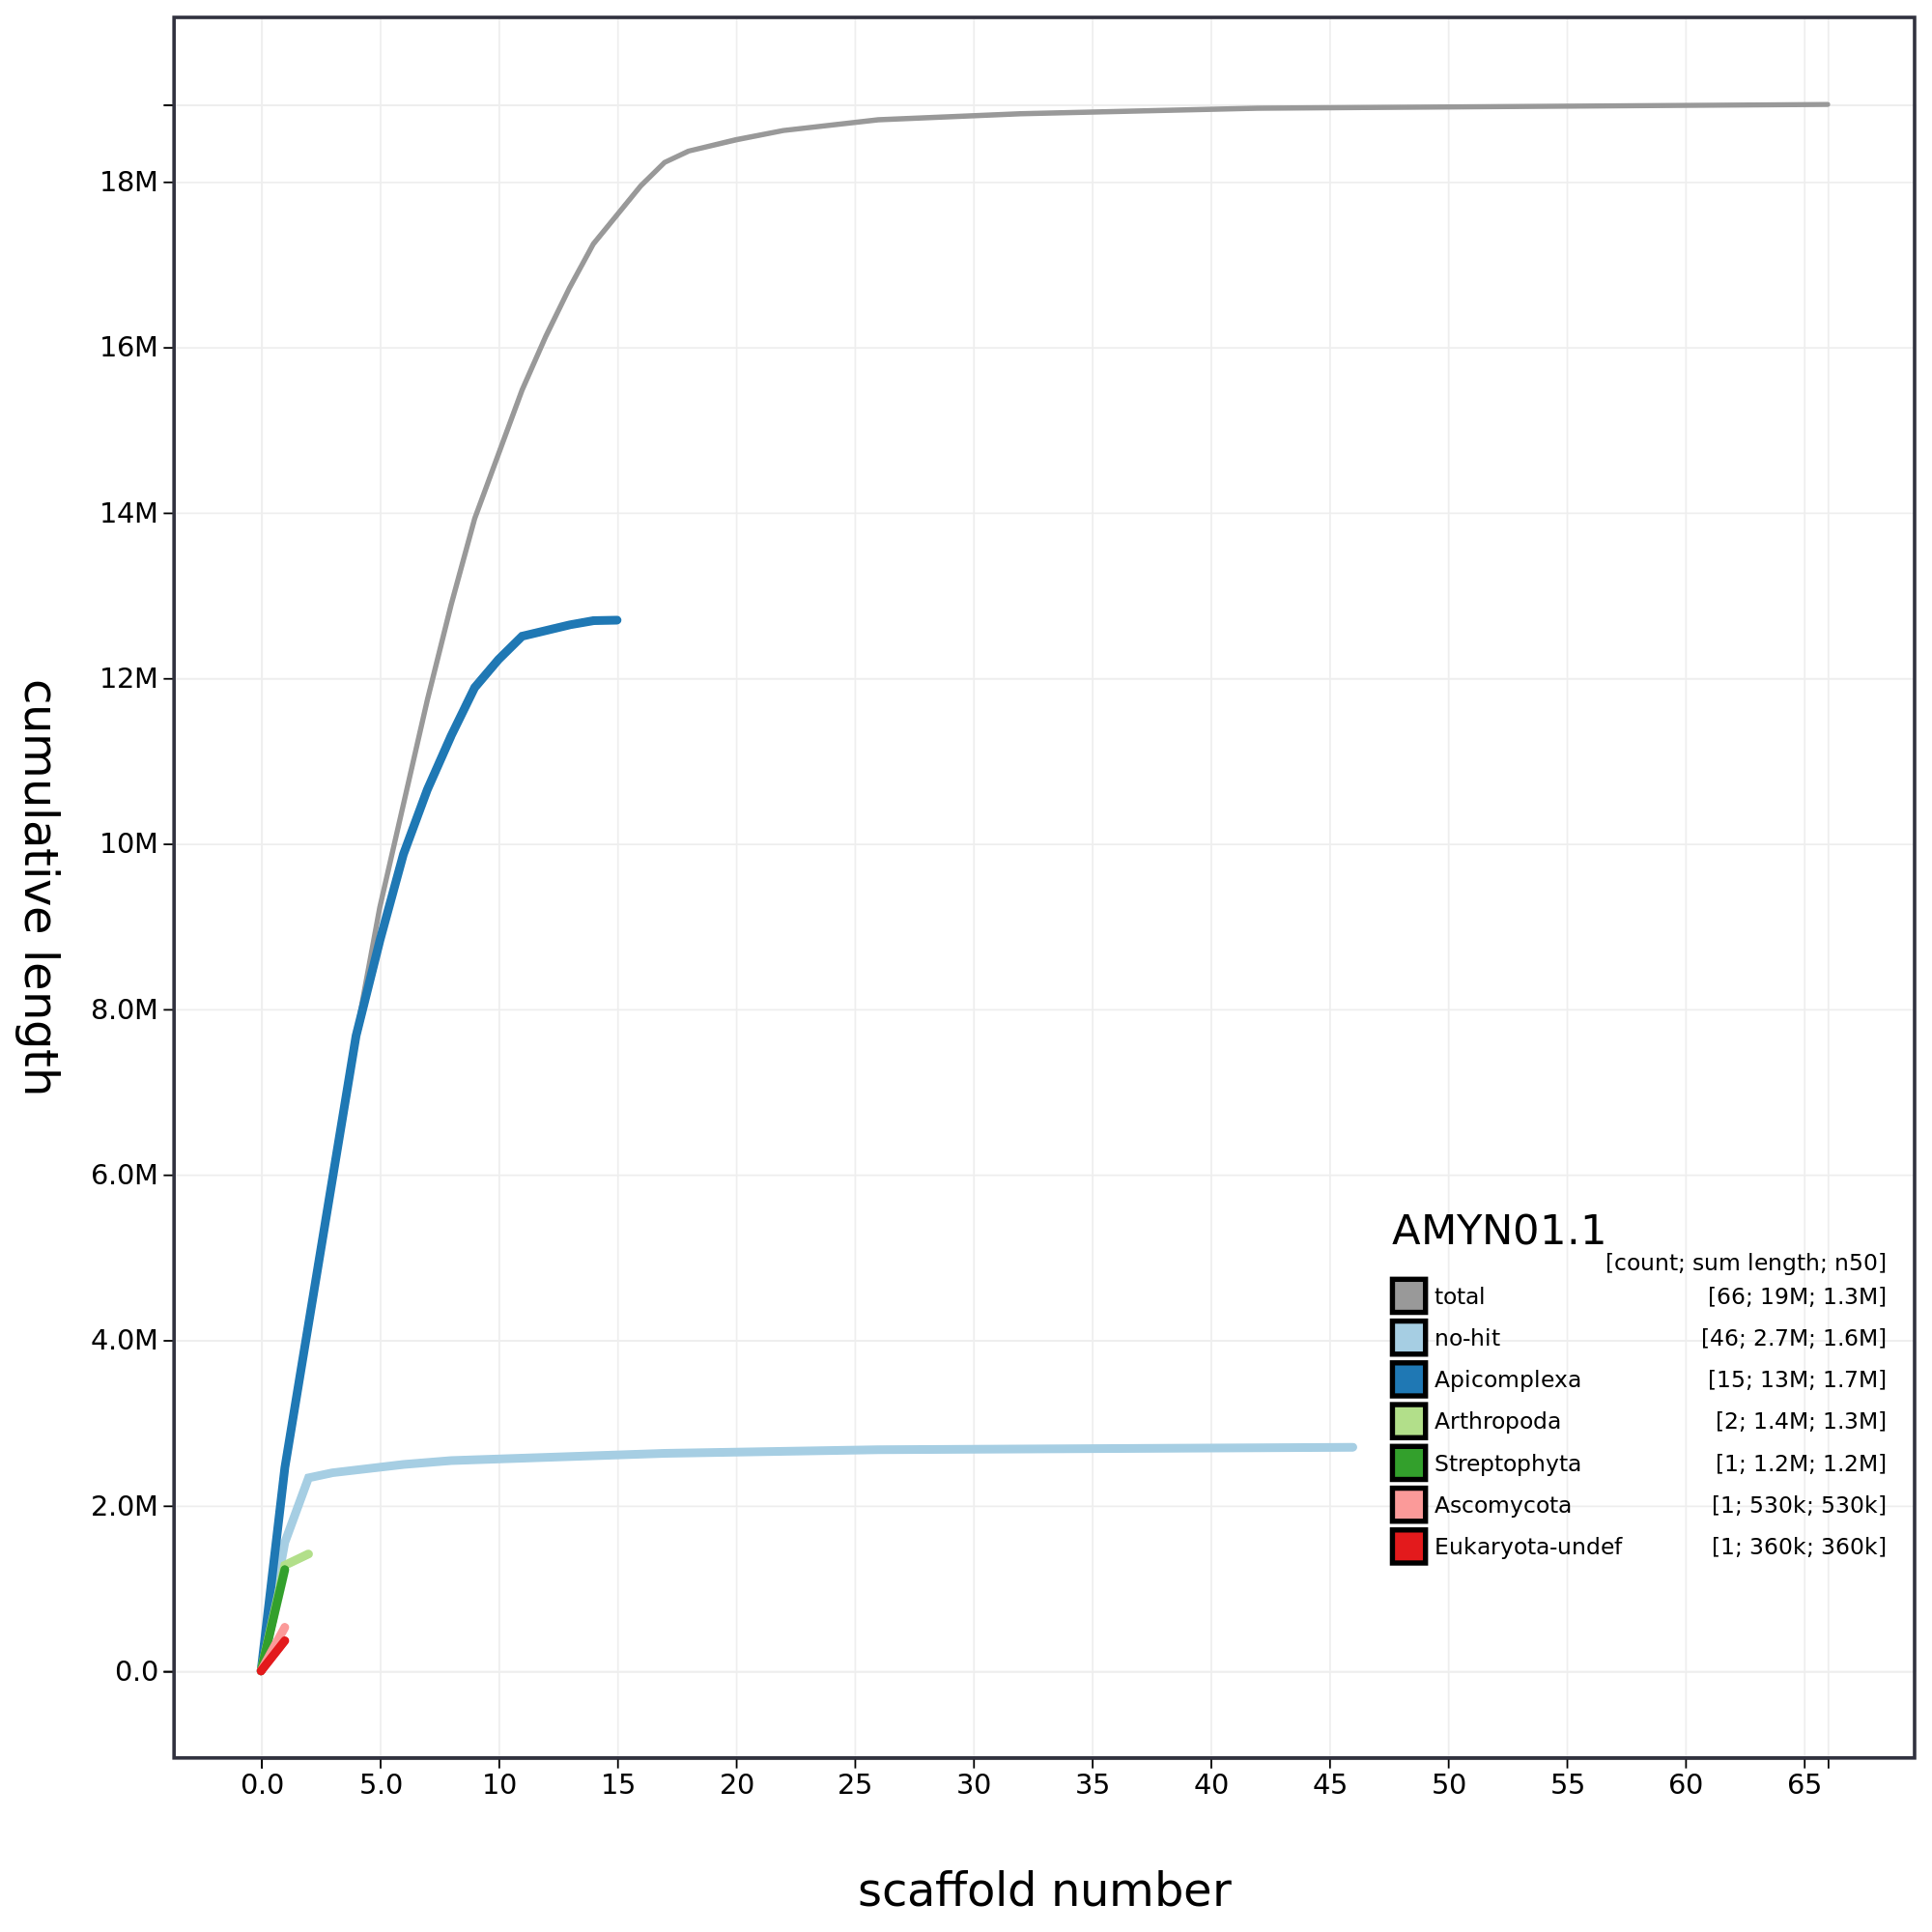 cumulative length
18M
16M
14M
12M
10M
8.0M
6.0M
4.0M
2.0M
0.0
AMYN01.1
[count; sum length; n50]
total [66; 19M; 1.3M]
no-hit [46; 2.7M; 1.6M]
Apicomplexa [15; 13M; 1.7M]
Arthropoda [2; 1.4M; 1.3M]
Streptophyta [1; 1.2M; 1.2M]
Ascomycota [1; 530k; 530k]
Eukaryota-undef [1; 360k; 360k]
0.0 5.0 10 15 20 25 30 35 40 45 50 55 60 65
scaffold number